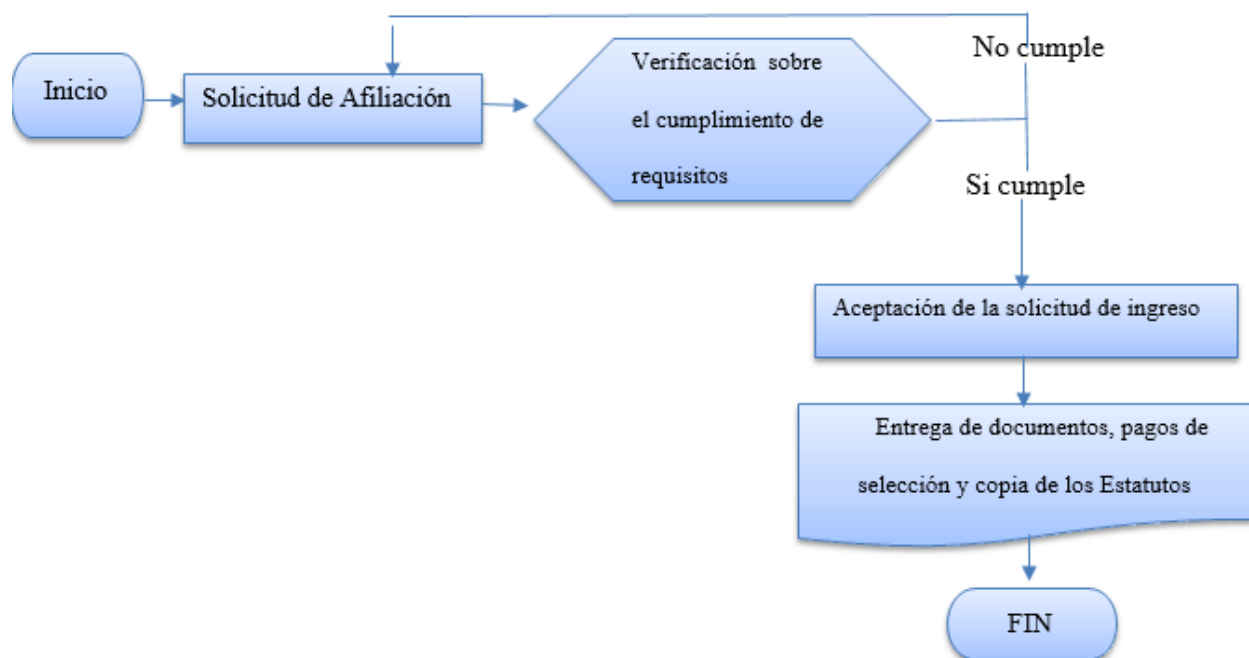 Inicio
Solicitud de Afiliación
Verificación sobre
el cumplimiento de
requisitos
No cumple
Si cumple
Aceptación de la solicitud de ingreso
Entrega de documentos, pagos de
selección y copia de los Estatutos
FIN